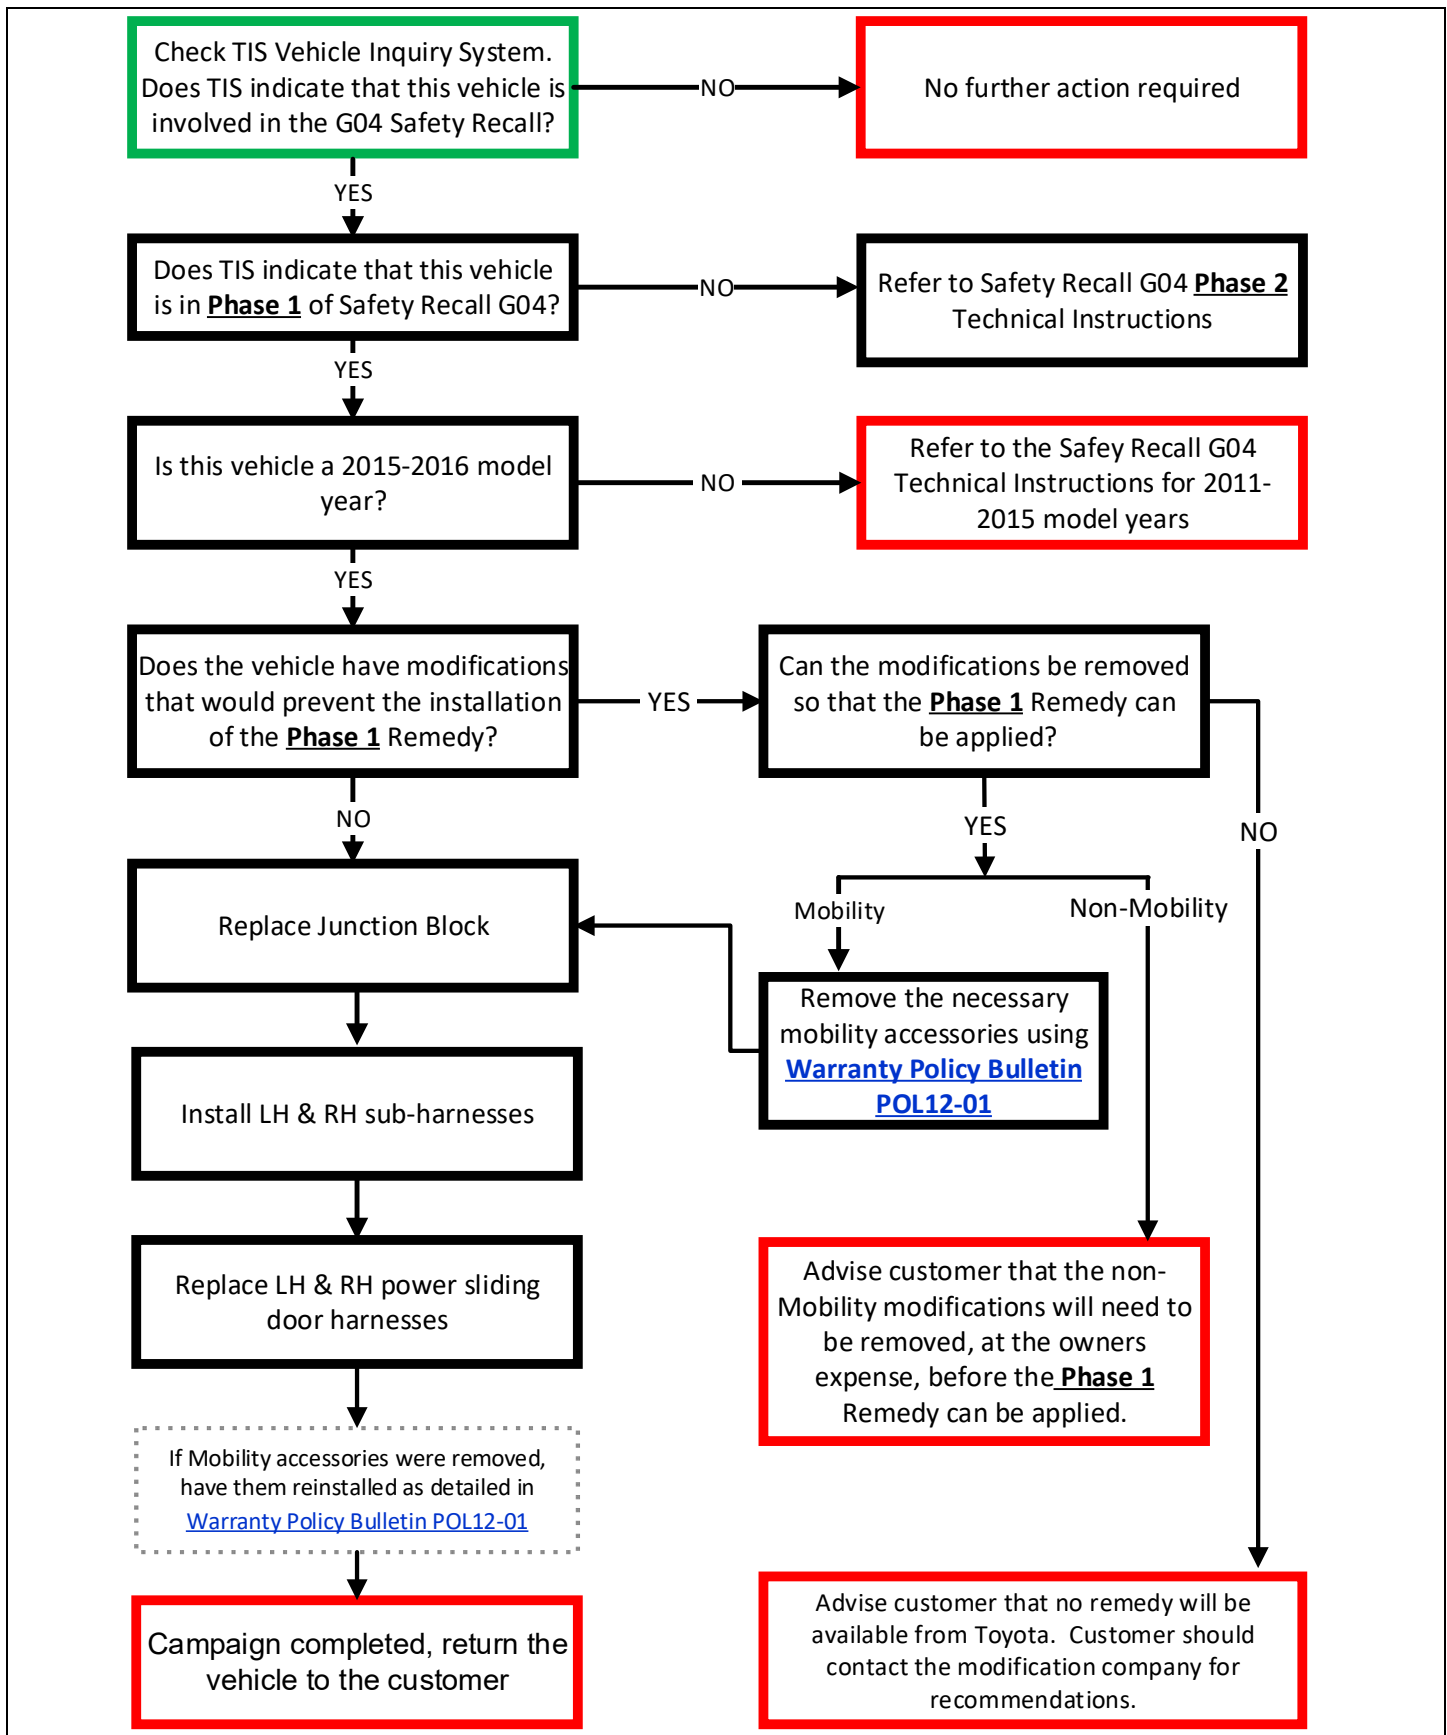 Check TIS Vehicle Inquiry System.
Does TIS indicate that this vehicle is
involved in the G04 Safety Recall?
NO
No further action required
YES
Does TIS indicate that this vehicle
is in Phase 1 of Safety Recall G04?
NO
Refer to Safety Recall G04 Phase 2
Technical Instructions
YES
Is this vehicle a 2015-2016 model
year?
NO
Refer to the Safey Recall G04
Technical Instructions for 2011-
2015 model years
YES
Does the vehicle have modifications
that would prevent the installation
of the Phase 1 Remedy?
YES
Can the modifications be removed
so that the Phase 1 Remedy can
be applied?
NO
YES
NO
Mobility
Non-Mobility
Replace Junction Block
Remove the necessary
mobility accessories using
Warranty Policy Bulletin
POL12-01
Install LH & RH sub-harnesses
Replace LH & RH power sliding
door harnesses
Advise customer that the non-
Mobility modifications will need to
be removed, at the owners
expense, before the Phase 1
Remedy can be applied.
If Mobility accessories were removed,
have them reinstalled as detailed in
Warranty Policy Bulletin POL12-01
Campaign completed, return the
vehicle to the customer
Advise customer that no remedy will be
available from Toyota.  Customer should
contact the modification company for
recommendations.